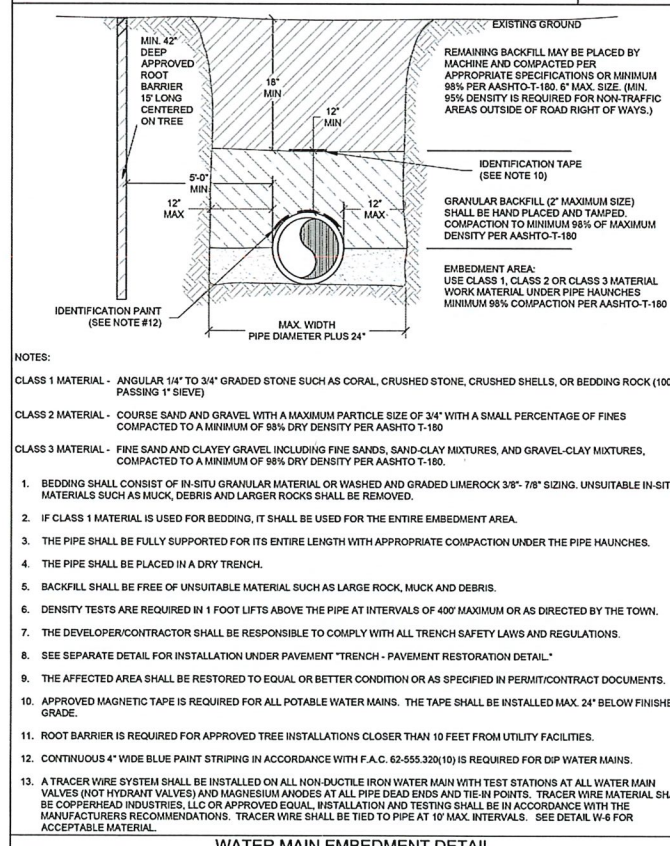 EXISTING GROUND
MIN. 42"
DEEP
APPROVED
ROOT
BARRIER
15' LONG
CENTERED
ON TREE
18"
MIN
12"
MIN
REMAINING BACKFILL MAY BE PLACED BY
MACHINE AND COMPACTED PER
APPROPRIATE SPECIFICATIONS OR MINIMUM
98% PER AASHTO-T-180. 6" MAX. SIZE. (MIN.
95% DENSITY IS REQUIRED FOR NON-TRAFFIC
AREAS OUTSIDE OF ROAD RIGHT OF WAYS.)
IDENTIFICATION TAPE
(SEE NOTE 10)
5'-0"
MIN
12"
MAX
12"
MAX
GRANULAR BACKFILL (2" MAXIMUM SIZE)
SHALL BE HAND PLACED AND TAMPED.
COMPACTION TO MINIMUM 98% OF MAXIMUM
DENSITY PER AASHTO-T-180
EMBEDMENT AREA:
USE CLASS 1, CLASS 2 OR CLASS 3 MATERIAL
WORK MATERIAL UNDER PIPE HAUNCHES
MINIMUM 98% COMPACTION PER AASHTO-T-180
IDENTIFICATION PAINT
(SEE NOTE #12)
MAX. WIDTH
PIPE DIAMETER PLUS 24"
NOTES:
CLASS 1 MATERIAL - ANGULAR 1/4" TO 3/4" GRADED STONE SUCH AS CORAL, CRUSHED STONE, CRUSHED SHELLS, OR BEDDING ROCK (100
PASSING 1" SIEVE)
CLASS 2 MATERIAL - COURSE SAND AND GRAVEL WITH A MAXIMUM PARTICLE SIZE OF 3/4" WITH A SMALL PERCENTAGE OF FINES
COMPACTED TO A MINIMUM OF 98% DRY DENSITY PER AASHTO T-180
CLASS 3 MATERIAL - FINE SAND AND CLAYEY GRAVEL INCLUDING FINE SANDS, SAND-CLAY MIXTURES, AND GRAVEL-CLAY MIXTURES,
COMPACTED TO A MINIMUM OF 98% DRY DENSITY PER AASHTO T-180.
1. BEDDING SHALL CONSIST OF IN-SITU GRANULAR MATERIAL OR WASHED AND GRADED LIMEROCK 3/8"- 7/8" SIZING. UNSUITABLE IN-SIT
MATERIALS SUCH AS MUCK, DEBRIS AND LARGER ROCKS SHALL BE REMOVED.
2. IF CLASS 1 MATERIAL IS USED FOR BEDDING, IT SHALL BE USED FOR THE ENTIRE EMBEDMENT AREA.
3. THE PIPE SHALL BE FULLY SUPPORTED FOR ITS ENTIRE LENGTH WITH APPROPRIATE COMPACTION UNDER THE PIPE HAUNCHES.
4. THE PIPE SHALL BE PLACED IN A DRY TRENCH.
5. BACKFILL SHALL BE FREE OF UNSUITABLE MATERIAL SUCH AS LARGE ROCK, MUCK AND DEBRIS.
6. DENSITY TESTS ARE REQUIRED IN 1 FOOT LIFTS ABOVE THE PIPE AT INTERVALS OF 400' MAXIMUM OR AS DIRECTED BY THE TOWN.
7. THE DEVELOPER/CONTRACTOR SHALL BE RESPONSIBLE TO COMPLY WITH ALL TRENCH SAFETY LAWS AND REGULATIONS.
8. SEE SEPARATE DETAIL FOR INSTALLATION UNDER PAVEMENT "TRENCH - PAVEMENT RESTORATION DETAIL."
9. THE AFFECTED AREA SHALL BE RESTORED TO EQUAL OR BETTER CONDITION OR AS SPECIFIED IN PERMIT/CONTRACT DOCUMENTS.
10. APPROVED MAGNETIC TAPE IS REQUIRED FOR ALL POTABLE WATER MAINS. THE TAPE SHALL BE INSTALLED MAX. 24" BELOW FINISHE
GRADE.
11. ROOT BARRIER IS REQUIRED FOR APPROVED TREE INSTALLATIONS CLOSER THAN 10 FEET FROM UTILITY FACILITIES.
12. CONTINUOUS 4" WIDE BLUE PAINT STRIPING IN ACCORDANCE WITH F.A.C. 62-555.320(10) IS REQUIRED FOR DIP WATER MAINS.
13. A TRACER WIRE SYSTEM SHALL BE INSTALLED ON ALL NON-DUCTILE IRON WATER MAIN WITH TEST STATIONS AT ALL WATER MAIN
VALVES (NOT HYDRANT VALVES) AND MAGNESIUM ANODES AT ALL PIPE DEAD ENDS AND TIE-IN POINTS. TRACER WIRE MATERIAL SHA
BE COPPERHEAD INDUSTRIES, LLC OR APPROVED EQUAL, INSTALLATION AND TESTING SHALL BE IN ACCORDANCE WITH THE
MANUFACTURERS RECOMMENDATIONS. TRACER WIRE SHALL BE TIED TO PIPE AT 10' MAX. INTERVALS. SEE DETAIL W-6 FOR
ACCEPTABLE MATERIAL.
WATER MAIN EMBEDMENT DETAIL